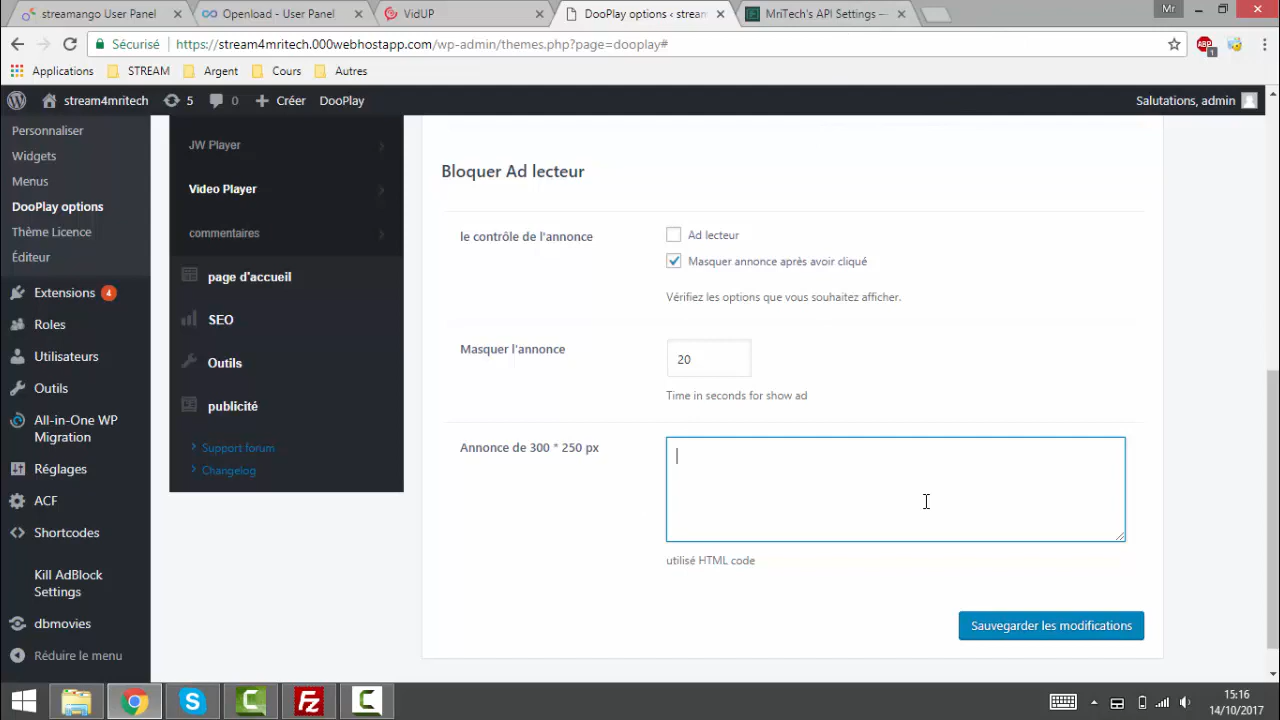 streamango User Panel
Openload - User Panel
VidUP
DooPlay options ‹ stream
MriTech's API Settings —
Mr
Sécurisé
https://stream4mritech.000webhostapp.com/wp-admin/themes.php?page=dooplay#
ABP
1
Applications
STREAM
Argent
Cours
Autres
stream4mritech
5
0
Créer
DooPlay
Salutations, admin
Personnaliser
Widgets
Menus
DooPlay options
Thème Licence
Éditeur
Extensions 4
Roles
Utilisateurs
Outils
All-in-One WP
Migration
Réglages
ACF
Shortcodes
Kill AdBlock
Settings
dbmovies
Réduire le menu
JW Player
Video Player
commentaires
page d'accueil
SEO
Outils
publicité
Support forum
Changelog
Bloquer Ad lecteur
le contrôle de l'annonce
Ad lecteur
Masquer annonce après avoir cliqué
Vérifiez les options que vous souhaitez afficher.
Masquer l'annonce
20
Time in seconds for show ad
Annonce de 300 * 250 px
utilisé HTML code
Sauvegarder les modifications
15:16
14/10/2017